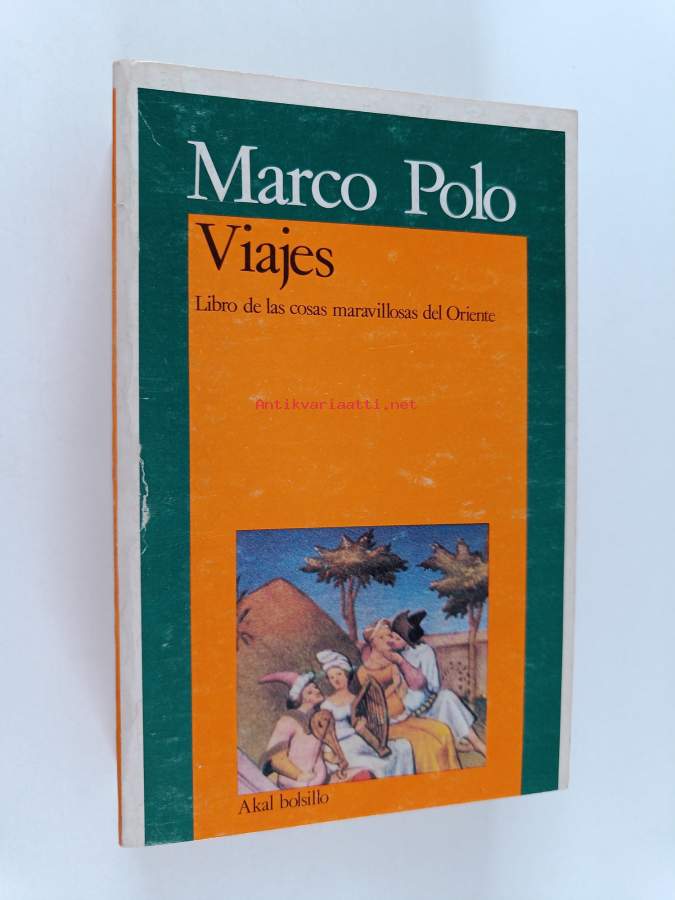 Marco Polo
Viajes
Libro de las cosas maravillosas del Oriente
Antikvariaatti.net
Akal bolsillo